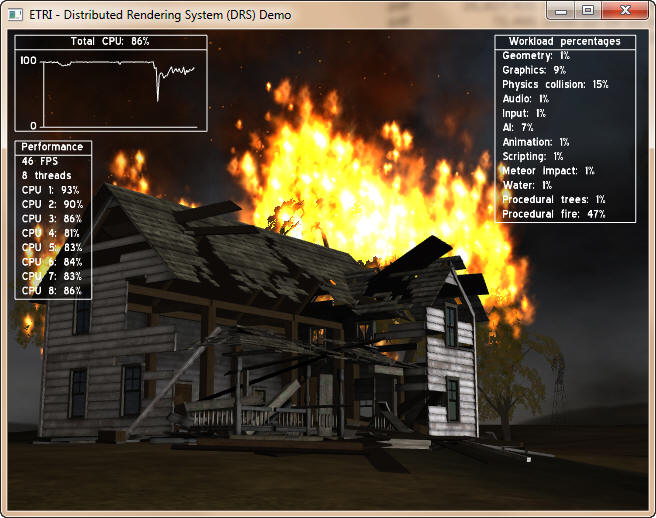 ETRI - Distributed Rendering System (DRS) Demo
Total CPU: 86%
100
0
Performance
46 FPS
8 threads
CPU 1: 93%
CPU 2: 90%
CPU 3: 86%
CPU 4: 81%
CPU 5: 83%
CPU 6: 84%
CPU 7: 83%
CPU 8: 86%
Workload percentages
Geometry: 1%
Graphics: 9%
Physics collision: 15%
Audio: 1%
Input: 1%
AI: 7%
Animation: 1%
Scripting: 1%
Meteor impact: 1%
Water: 1%
Procedural trees: 1%
Procedural fire: 47%